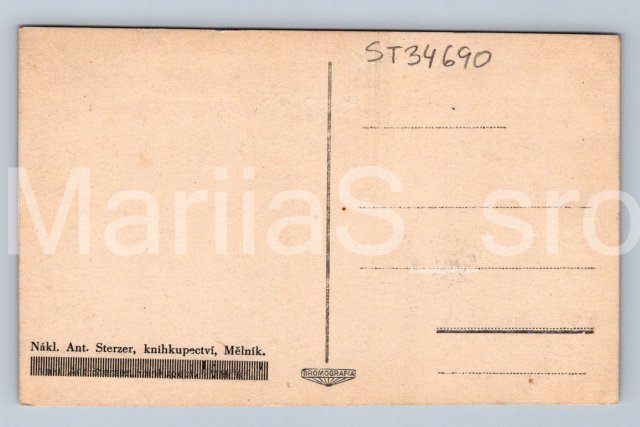 ST34690
MariiaS sro
Nákl. Ant. Sterzer, knihkupectví, Mělník.
BROMOGRAFIA